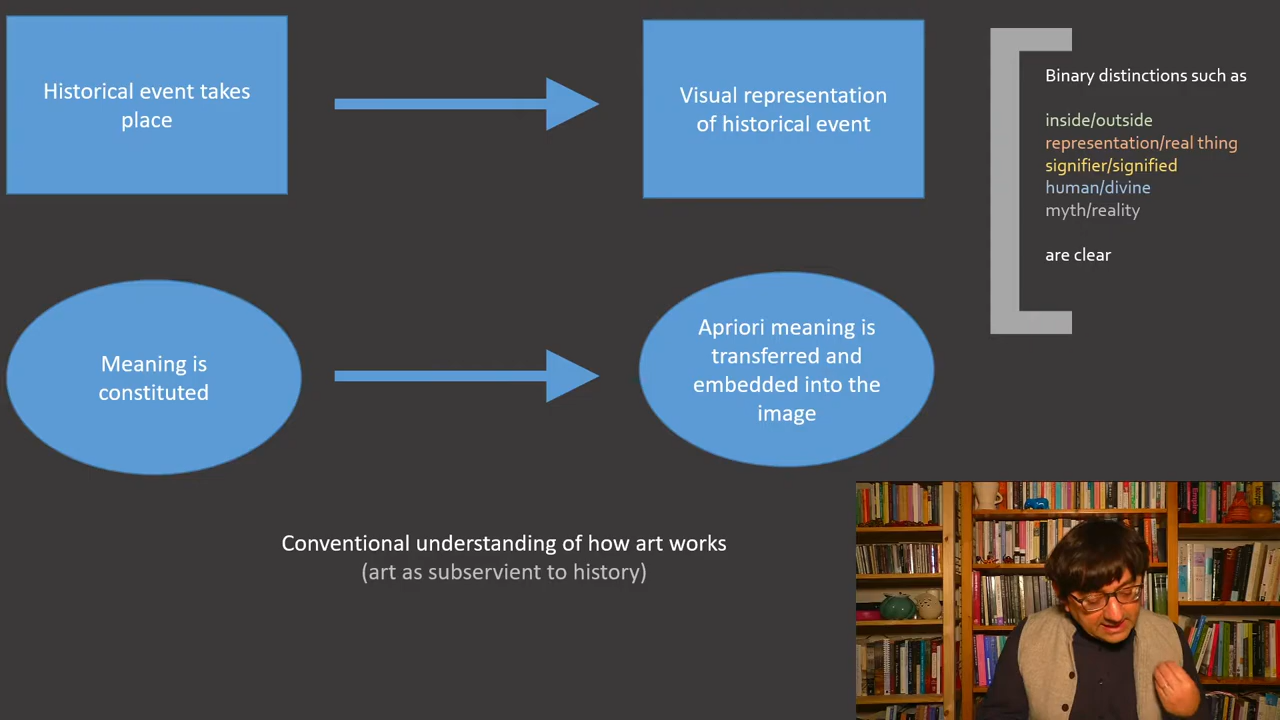 Historical event takes
place
Visual representation
of historical event
Binary distinctions such as
inside/outside
representation/real thing
signifier/signified
human/divine
myth/reality
are clear
Meaning is
constituted
Apriori meaning is
transferred and
embedded into the
image
Conventional understanding of how art works
(art as subservient to history)